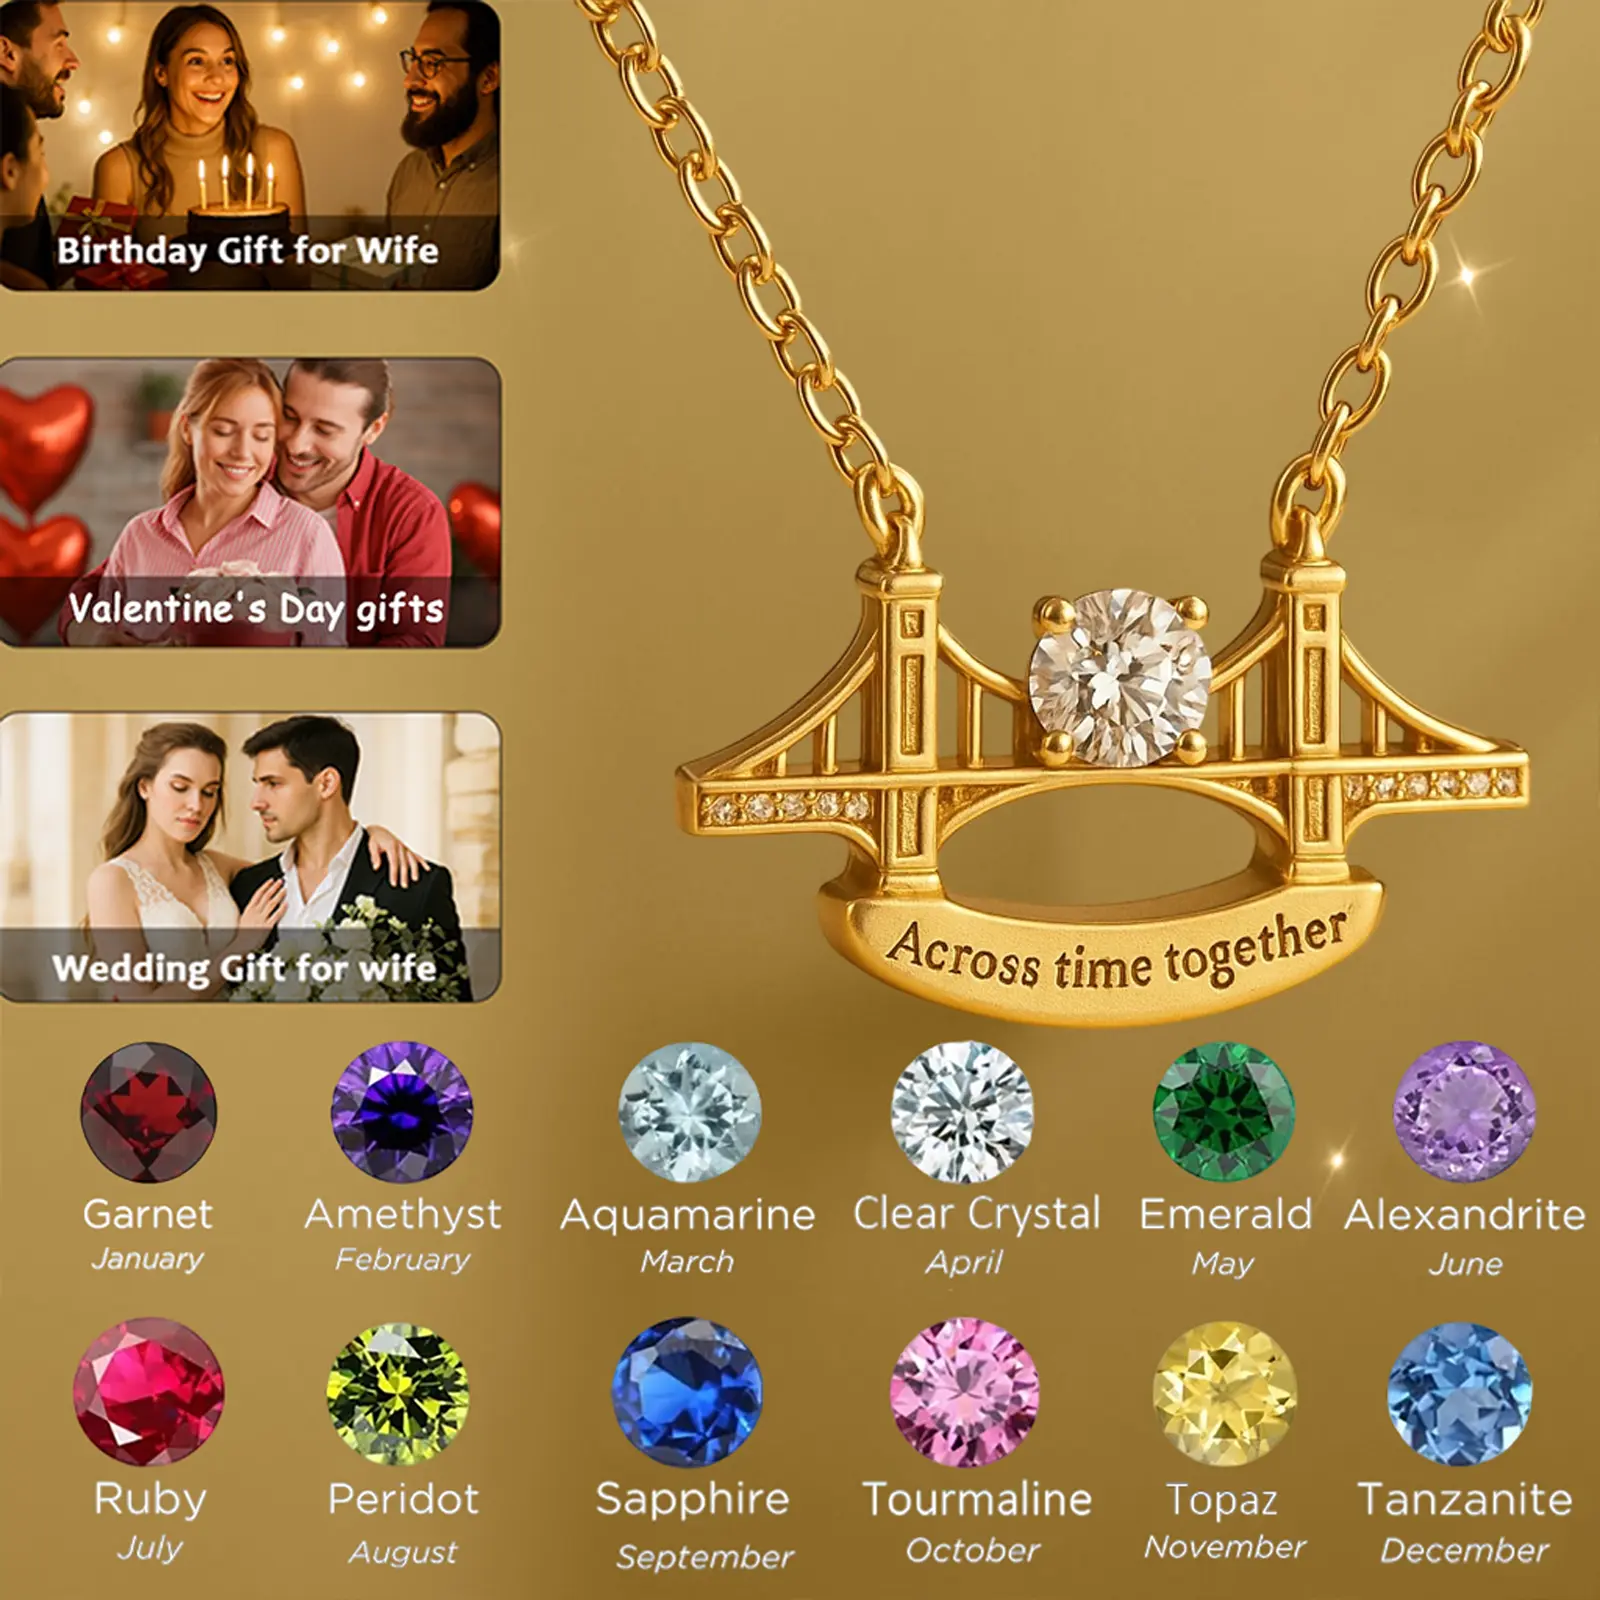 Birthday Gift for Wife
Valentine's Day gifts
Wedding Gift for wife
Across time together
Garnet
January
Amethyst
February
Aquamarine
March
Clear Crystal
April
Emerald
May
Alexandrite
June
Ruby
July
Peridot
August
Sapphire
September
Tourmaline
October
Topaz
November
Tanzanite
December